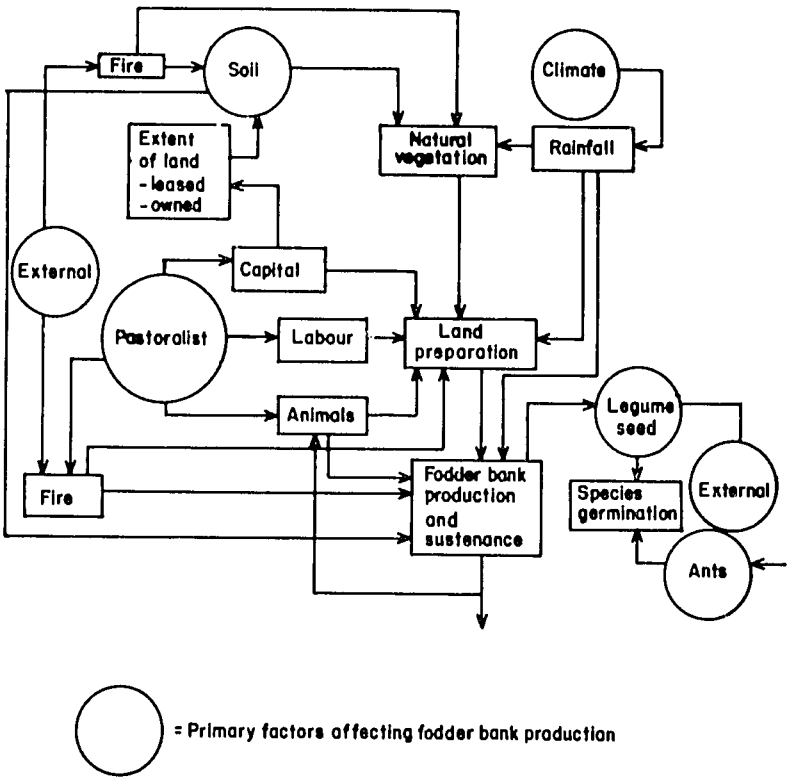 Fire
Soil
Climate
Extent
of land
-leased
-owned
Natural
vegetation
Rainfall
External
Capital
Pastoralist
Labour
Land
preparation
Animals
Legume
seed
Fire
Fodder bank
production
and
sustenance
Species
germination
External
Ants
= Primary factors affecting fodder bank production